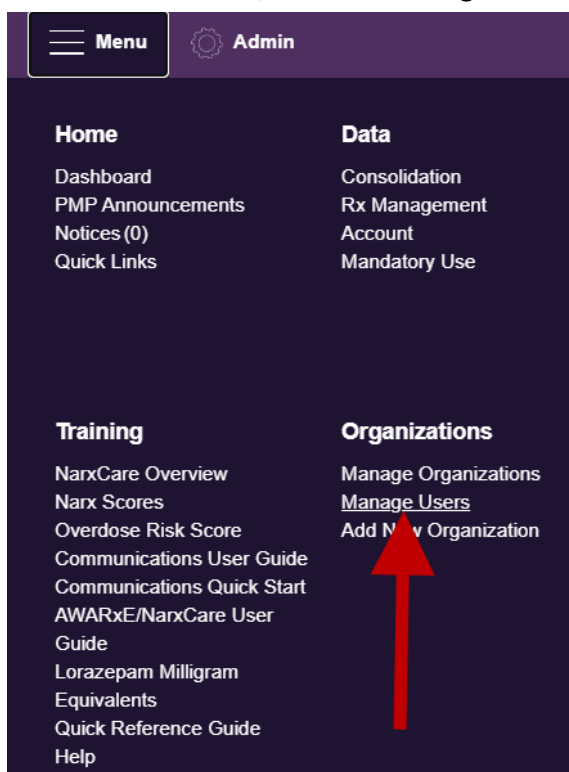 Menu
Admin
Home
Dashboard
PMP Announcements
Notices (0)
Quick Links
Data
Consolidation
Rx Management
Account
Mandatory Use
Training
NarxCare Overview
Narx Scores
Overdose Risk Score
Communications User Guide
Communications Quick Start
AWARxE/NarxCare User
Guide
Lorazepam Milligram
Equivalents
Quick Reference Guide
Help
Organizations
Manage Organizations
Manage Users
Add New Organization